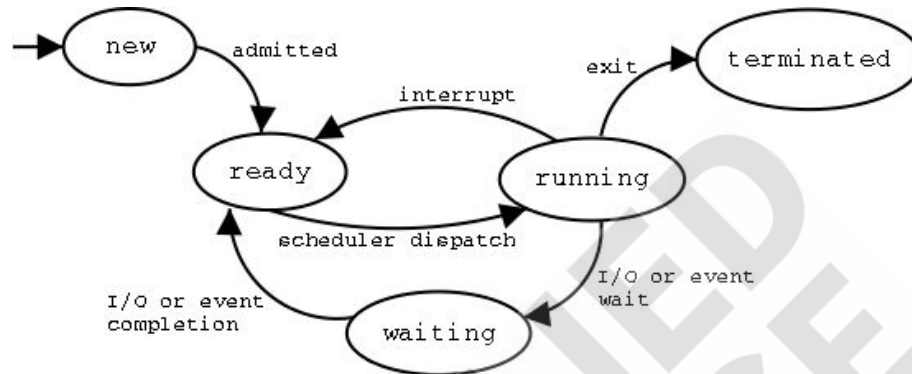 new
admitted
exit
terminated
interrupt
ready
running
scheduler dispatch
I/O or event
wait
I/O or event
completion
waiting